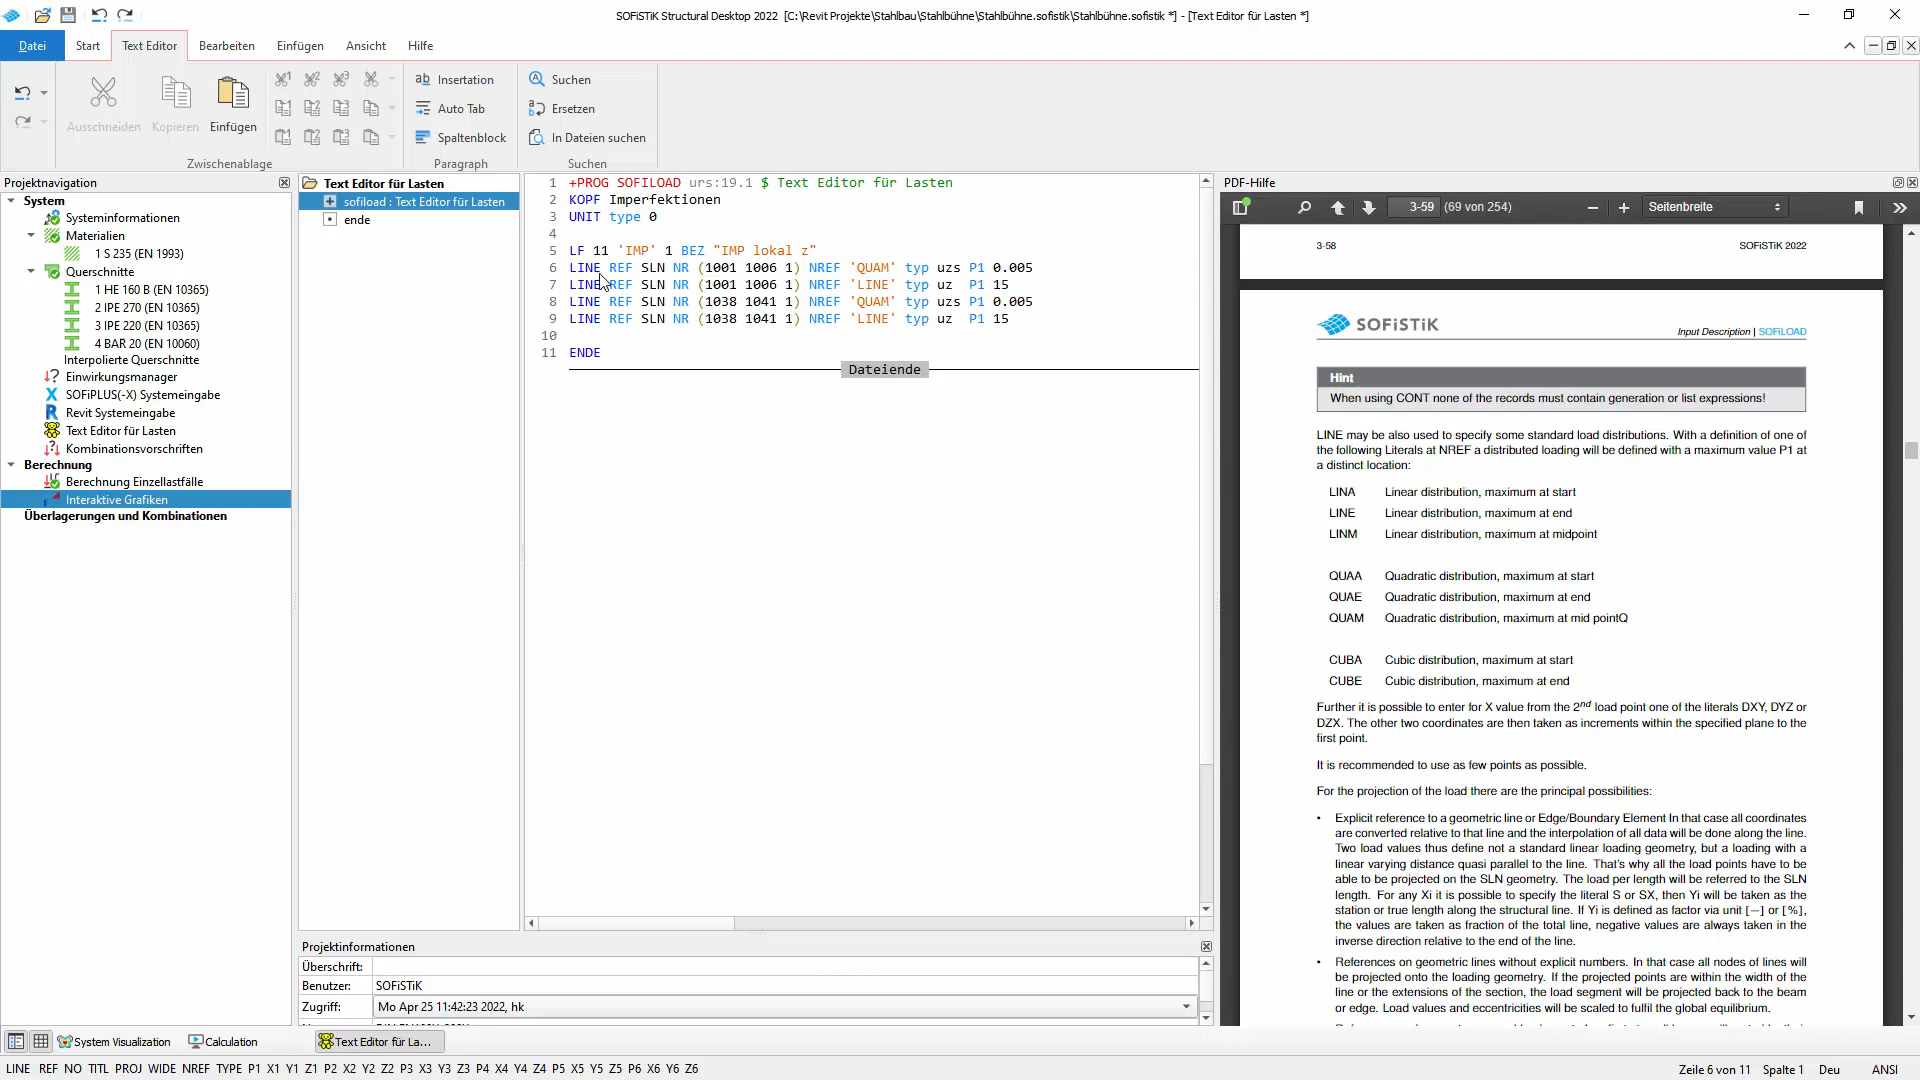 SOFiSTiK Structural Desktop 2022 [C:\Revit Projekte\Stahlbau\Stahlbühne\Stahlbühne.sofistik\Stahlbühne.sofistik *] - [Text Editor für Lasten *]
Datei Start Text Editor Bearbeiten Einfügen Ansicht Hilfe
Ausschneiden Kopieren Einfügen
Zwischenablage
ab Insertation
Auto Tab
Spaltenblock
Paragraph
Suchen
Ersetzen
In Dateien suchen
Suchen
Projektnavigation
System
Systeminformationen
Materialien
1 S 235 (EN 1993)
Querschnitte
1 HE 160 B (EN 10365)
2 IPE 270 (EN 10365)
3 IPE 220 (EN 10365)
4 BAR 20 (EN 10060)
Interpolierte Querschnitte
Einwirkungsmanager
SOFiPLUS(-X) Systemeingabe
Revit Systemeingabe
Text Editor für Lasten
Kombinationsvorschriften
Berechnung
Berechnung Einzellastfälle
Interaktive Grafiken
Überlagerungen und Kombinationen
Text Editor für Lasten
sofiload : Text Editor für Lasten
ende
1 +PROG SOFILOAD urs:19.1 $ Text Editor für Lasten
2 KOPF Imperfektionen
3 UNIT type 0
4
5 LF 11 'IMP' 1 BEZ "IMP lokal z"
6 LINE REF SLN NR (1001 1006 1) NREF 'QUAM' typ uzs P1 0.005
7 LINE REF SLN NR (1001 1006 1) NREF 'LINE' typ uz P1 15
8 LINE REF SLN NR (1038 1041 1) NREF 'QUAM' typ uzs P1 0.005
9 LINE REF SLN NR (1038 1041 1) NREF 'LINE' typ uz P1 15
10
11 ENDE
Dateiende
Projektinformationen
Überschrift:
Benutzer: SOFiSTiK
Zugriff: Mo Apr 25 11:42:23 2022, hk
PDF-Hilfe
3-59 (69 von 254) Seitenbreite
3-58 SOFiSTiK 2022
SOFiSTiK Input Description | SOFiLOAD
Hint
When using CONT none of the records must contain generation or list expressions!
LINE may be also used to specify some standard load distributions. With a definition of one of
the following Literals at NREF a distributed loading will be defined with a maximum value P1 at
a distinct location:
LINA Linear distribution, maximum at start
LINE Linear distribution, maximum at end
LINM Linear distribution, maximum at midpoint
QUAA Quadratic distribution, maximum at start
QUAE Quadratic distribution, maximum at end
QUAM Quadratic distribution, maximum at mid pointQ
CUBA Cubic distribution, maximum at start
CUBE Cubic distribution, maximum at end
Further it is possible to enter for X value from the 2nd load point one of the literals DXY, DYZ or
DZX. The other two coordinates are then taken as increments within the specified plane to the
first point.
It is recommended to use as few points as possible.
For the projection of the load there are the principal possibilities:
• Explicit reference to a geometric line or Edge/Boundary Element In that case all coordinates
are converted relative to that line and the interpolation of all data will be done along the line.
Two load values thus define not a standard linear loading geometry, but a loading with a
linear varying distance quasi parallel to the line. That's why all the load points have to be
able to be projected on the SLN geometry. The load per length will be referred to the SLN
length. For any Xi it is possible to specify the literal S or SX, then Yi will be taken as the
station or true length along the structural line. If Yi is defined as factor via unit [−] or [%],
the values are taken as fraction of the total line, negative values are always taken in the
inverse direction relative to the end of the line.
• References on geometric lines without explicit numbers. In that case all nodes of lines will
be projected onto the loading geometry. If the projected points are within the width of the
line or the extensions of the section, the load segment will be projected back to the beam
or edge. Load values and eccentricities will be scaled to fulfil the global equilibrium.
System Visualization Calculation Text Editor für La...
LINE REF NO TITL PROJ WIDE NREF TYPE P1 X1 Y1 Z1 P2 X2 Y2 Z2 P3 X3 Y3 Z3 P4 X4 Y4 Z4 P5 X5 Y5 Z5 P6 X6 Y6 Z6
Zeile 6 von 11 Spalte 1 Deu ANSI